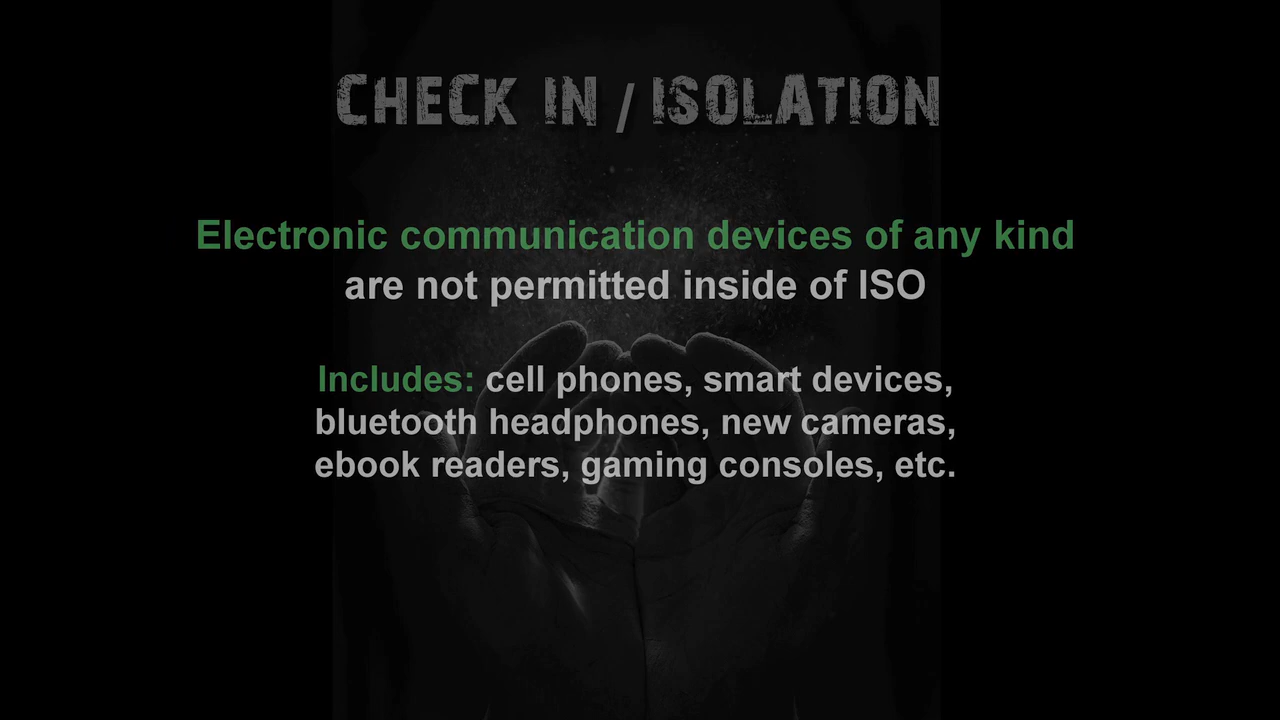 CHECK IN / ISOLATION
Electronic communication devices of any kind
are not permitted inside of ISO
Includes: cell phones, smart devices,
bluetooth headphones, new cameras,
ebook readers, gaming consoles, etc.